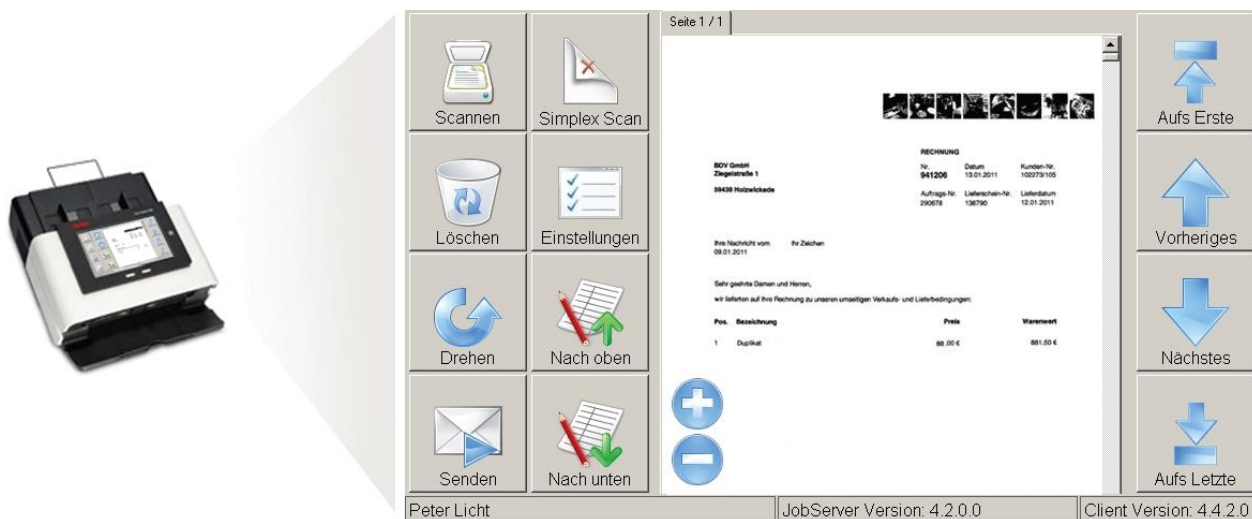 Seite 1 / 1
Scannen
Simplex Scan
Löschen
Einstellungen
Drehen
Nach oben
Senden
Nach unten
RECHNUNG
BDV GmbH
Ziegelstraße 1
59439 Holzwickede
Nr. Datum Kunden-Nr.
941206 13.01.2011 102273/105
Auftrags-Nr. Lieferschein-Nr. Lieferdatum
290678 136790 12.01.2011
Ihre Nachricht vom Ihr Zeichen
09.01.2011
Sehr geehrte Damen und Herren,
wir lieferten auf Ihre Rechnung zu unseren umseitigen Verkaufs- und Lieferbedingungen:
Pos. Bezeichnung Preis Warenwert
1 Duplikat 88,00 € 881,50 €
Aufs Erste
Vorheriges
Nächstes
Aufs Letzte
Peter Licht
JobServer Version: 4.2.0.0
Client Version: 4.4.2.0